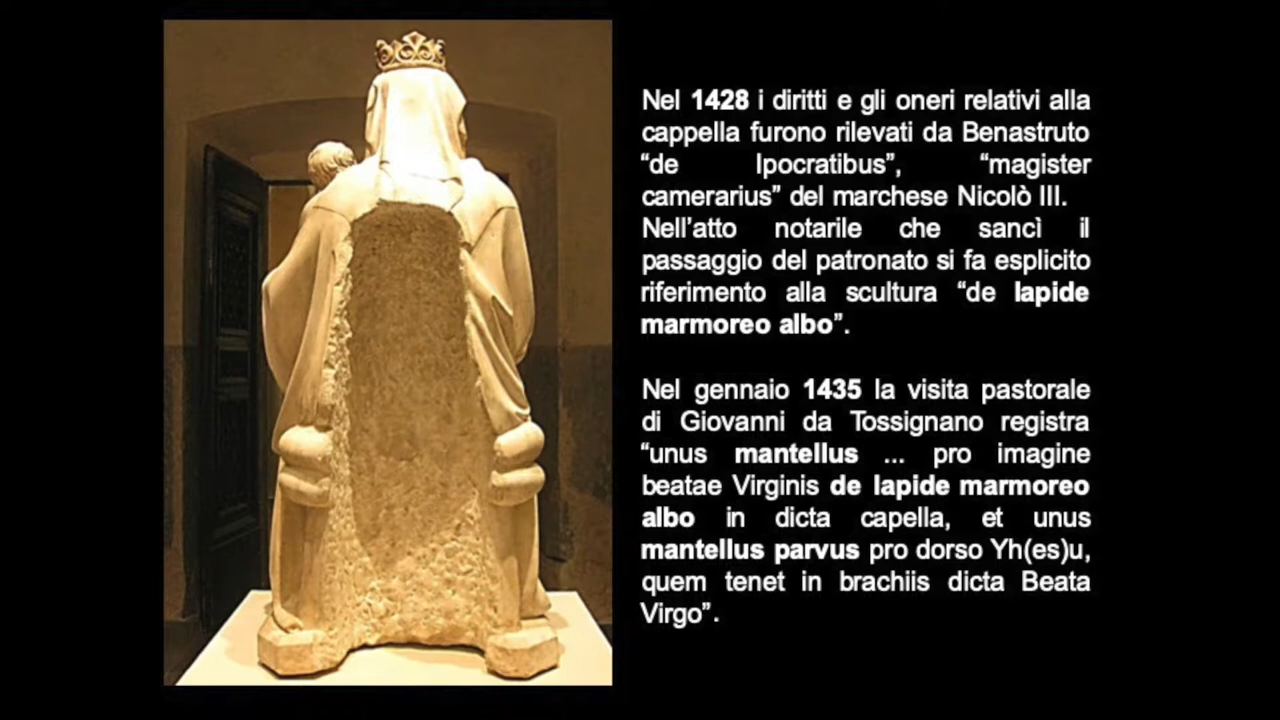 Nel 1428 i diritti e gli oneri relativi alla
cappella furono rilevati da Benastruto
“de Ipocratibus”, “magister
camerarius” del marchese Nicolò III.
Nell’atto notarile che sancì il
passaggio del patronato si fa esplicito
riferimento alla scultura “de lapide
marmoreo albo”.
Nel gennaio 1435 la visita pastorale
di Giovanni da Tossignano registra
“unus mantellus ... pro imagine
beatae Virginis de lapide marmoreo
albo in dicta capella, et unus
mantellus parvus pro dorso Yh(es)u,
quem tenet in brachiis dicta Beata
Virgo”.